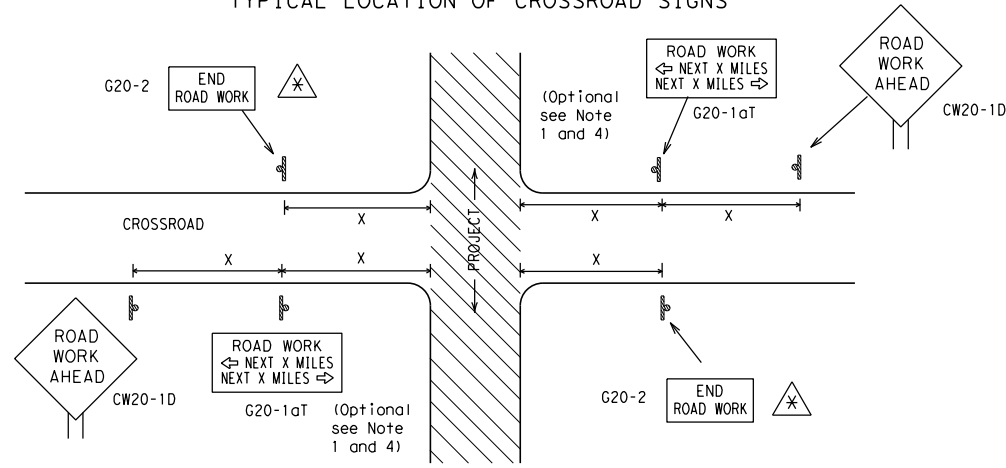 TYPICAL LOCATION OF CROSSROAD SIGNS
G20-2
END
ROAD WORK
*
(Optional
see Note
1 and 4)
ROAD WORK
⇦ NEXT X MILES
NEXT X MILES ⇨
G20-1aT
ROAD
WORK
AHEAD
CW20-1D
X
X
X
CROSSROAD
PROJECT
X
X
X
ROAD
WORK
AHEAD
CW20-1D
ROAD WORK
⇦ NEXT X MILES
NEXT X MILES ⇨
G20-1aT
(Optional
see Note
1 and 4)
G20-2
END
ROAD WORK
*